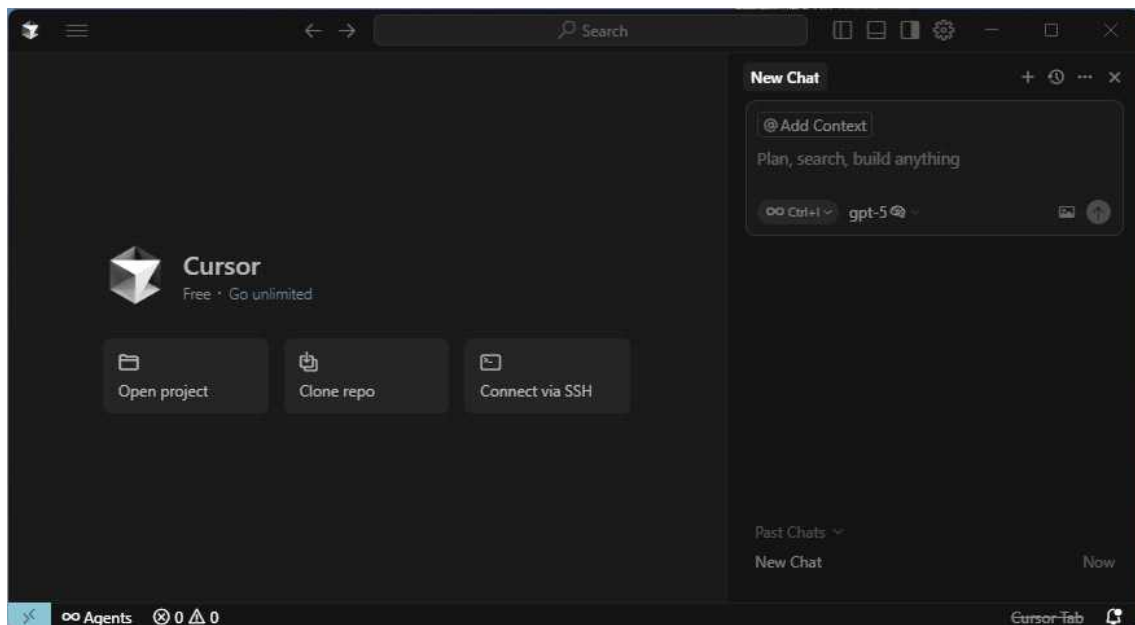 Search
New Chat
@ Add Context
Plan, search, build anything
Ctrl+I gpt-5
Cursor
Free · Go unlimited
Open project Clone repo Connect via SSH
Past Chats
New Chat Now
Agents 0 0 Cursor Tab